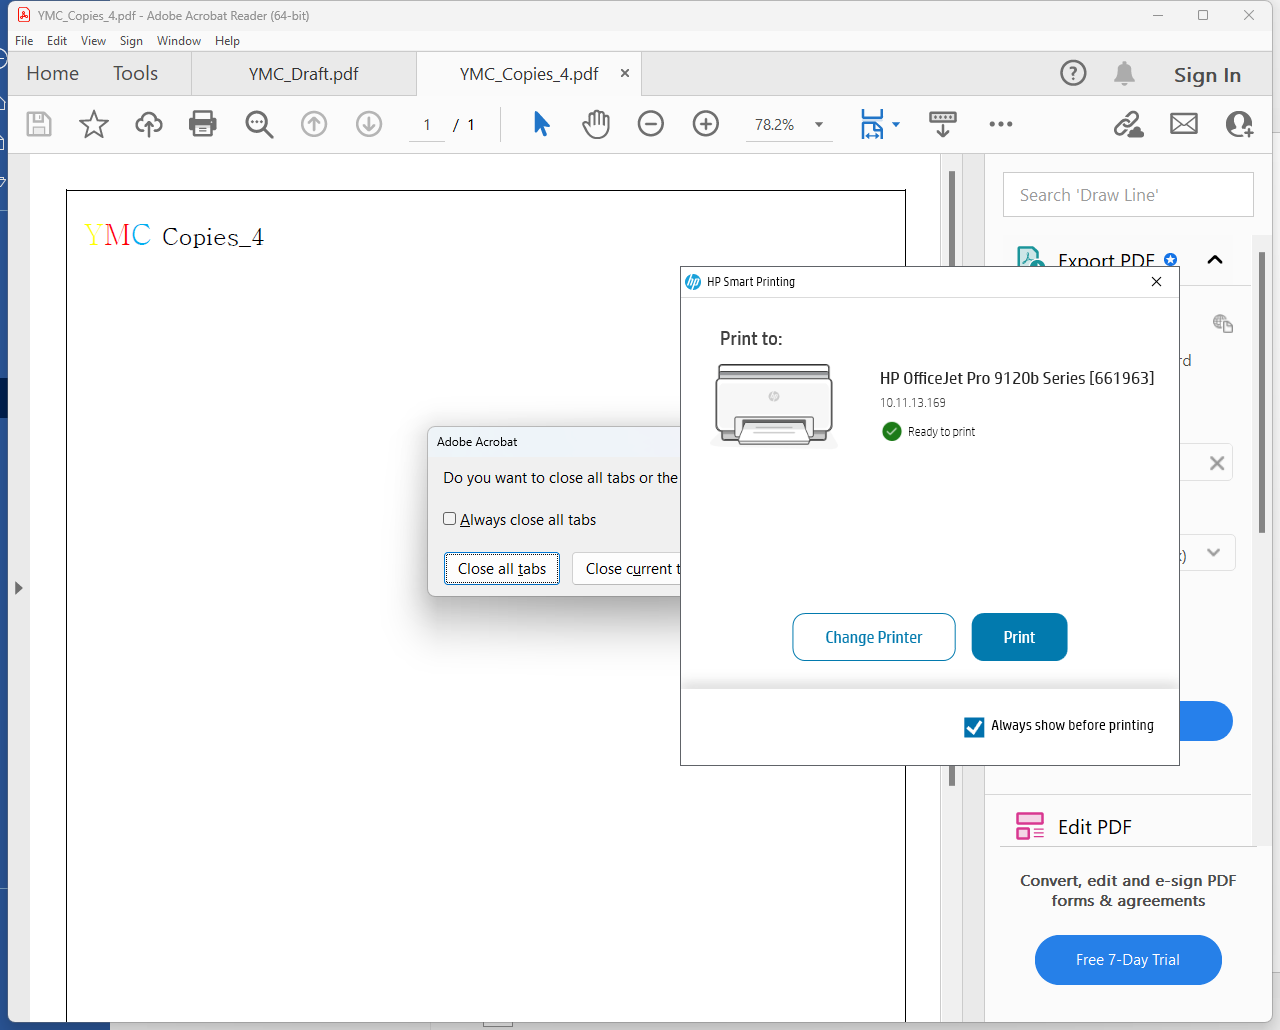 YMC_Copies_4.pdf - Adobe Acrobat Reader (64-bit)
File Edit View Sign Window Help
Home Tools YMC_Draft.pdf YMC_Copies_4.pdf Sign In
1 / 1 78.2%
YMC Copies_4
Search 'Draw Line'
Export PDF
HP Smart Printing
Print to:
HP OfficeJet Pro 9120b Series [661963]
10.11.13.169
Ready to print
Change Printer Print
Always show before printing
Adobe Acrobat
Do you want to close all tabs or the
Always close all tabs
Close all tabs Close current t
Edit PDF
Convert, edit and e-sign PDF
forms & agreements
Free 7-Day Trial